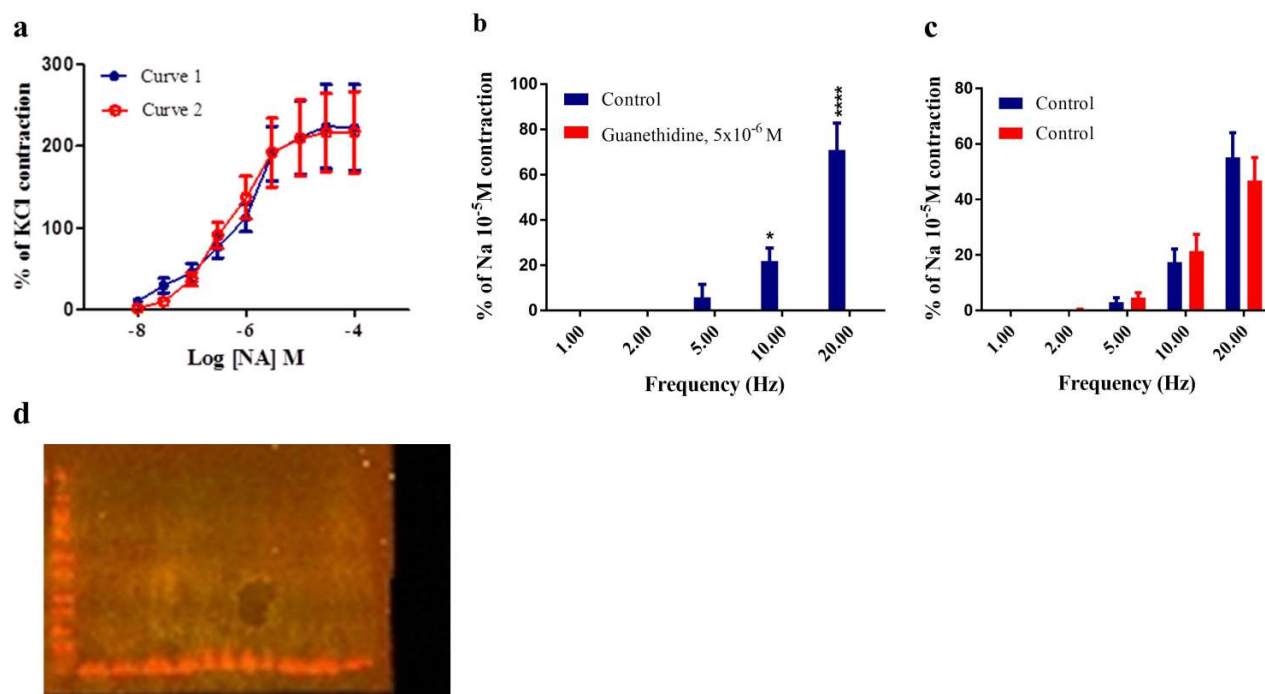 a
300
200
100
0
% of KCl contraction
Curve 1
Curve 2
-8
-6
-4
Log [NA] M
b
100
80
60
40
20
0
% of Na 10⁻⁵M contraction
Control
Guanethidine, 5x10⁻⁶ M
*
****
1.00
2.00
5.00
10.00
20.00
Frequency (Hz)
c
80
60
40
20
0
% of Na 10⁻⁵M contraction
Control
Control
1.00
2.00
5.00
10.00
20.00
Frequency (Hz)
d